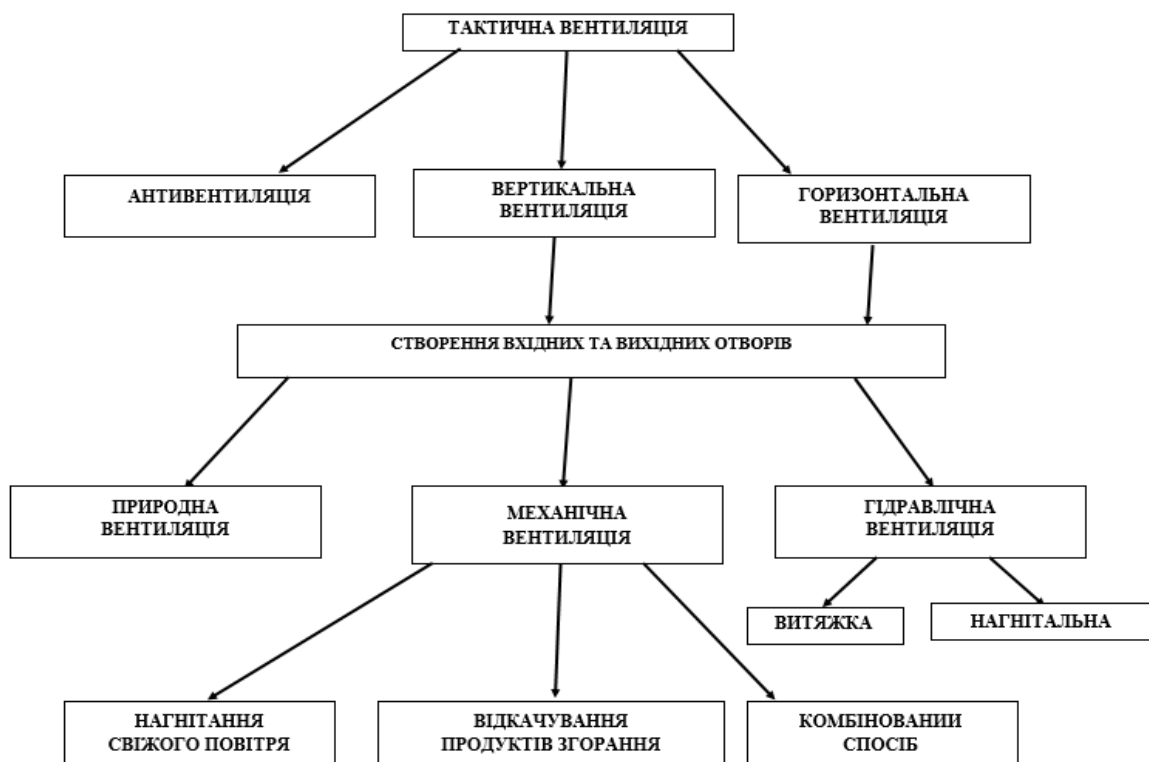 ТАКТИЧНА ВЕНТИЛЯЦІЯ
АНТИВЕНТИЛЯЦІЯ
ВЕРТИКАЛЬНА
ВЕНТИЛЯЦІЯ
ГОРИЗОНТАЛЬНА
ВЕНТИЛЯЦІЯ
СТВОРЕННЯ ВХІДНИХ ТА ВИХІДНИХ ОТВОРІВ
ПРИРОДНА
ВЕНТИЛЯЦІЯ
МЕХАНІЧНА
ВЕНТИЛЯЦІЯ
ГІДРАВЛІЧНА
ВЕНТИЛЯЦІЯ
ВИТЯЖКА
НАГНІТАЛЬНА
НАГНІТАННЯ
СВІЖОГО ПОВІТРЯ
ВІДКАЧУВАННЯ
ПРОДУКТІВ ЗГОРАННЯ
КОМБІНОВАНИИ
СПОСІБ